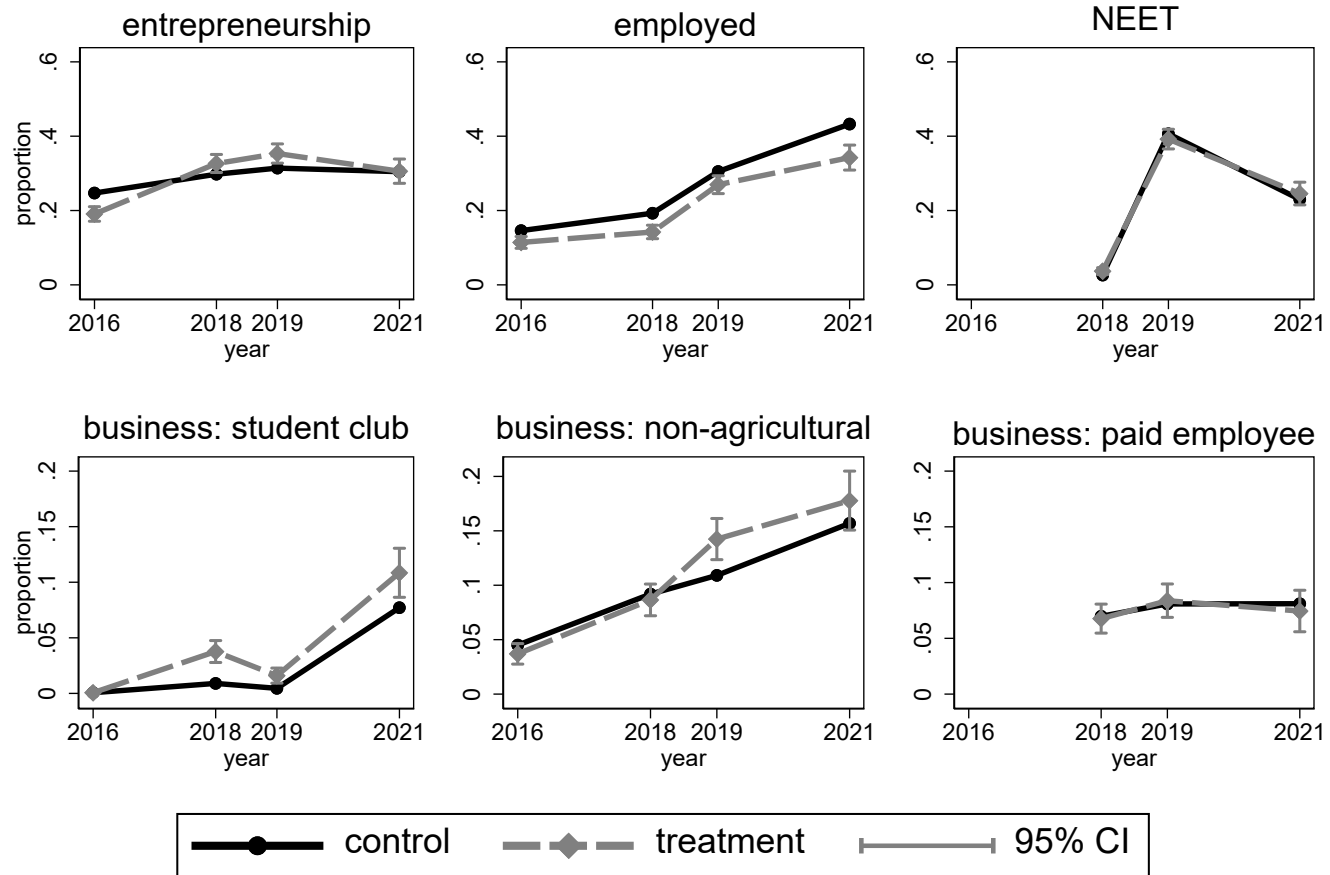 entrepreneurship
proportion
.6
.4
.2
0
2016 2018 2019 2021
year
employed
.6
.4
.2
0
2016 2018 2019 2021
year
NEET
.6
.4
.2
0
2016 2018 2019 2021
year
business: student club
proportion
.2
.15
.1
.05
0
2016 2018 2019 2021
year
business: non-agricultural
.2
.15
.1
.05
0
2016 2018 2019 2021
year
business: paid employee
.2
.15
.1
.05
0
2016 2018 2019 2021
year
control treatment 95% CI